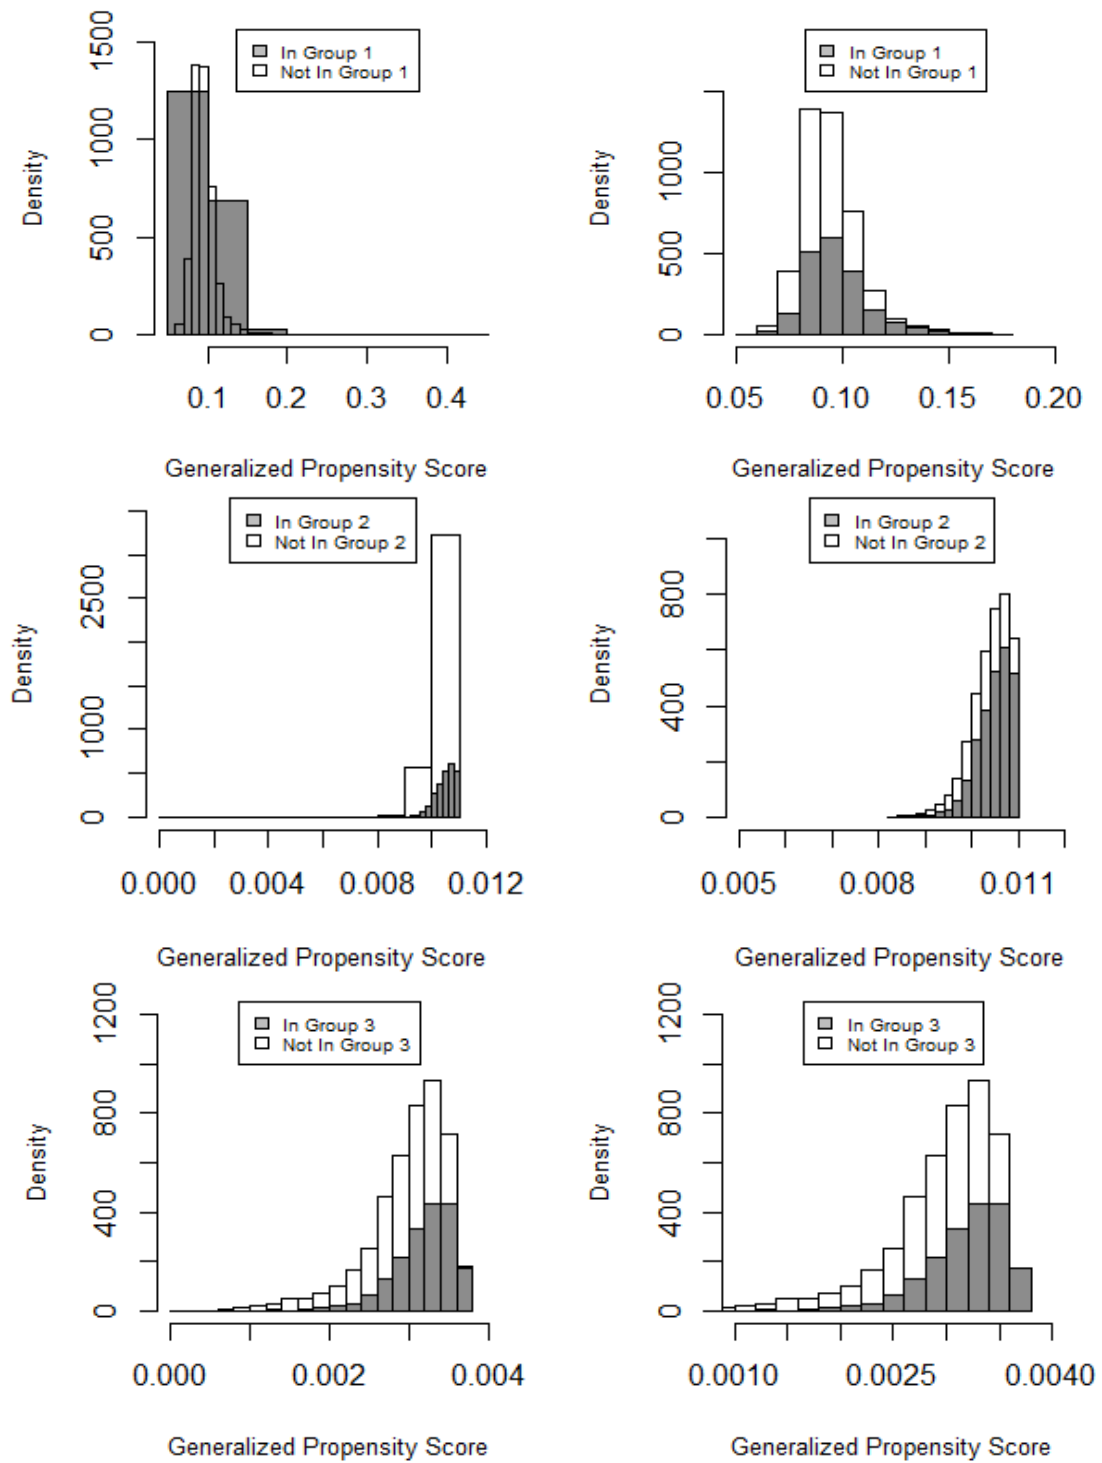 In Group 1
Not In Group 1
Density
0 500 1000 1500
0.1 0.2 0.3 0.4
Generalized Propensity Score
In Group 1
Not In Group 1
Density
0 500 1000
0.05 0.10 0.15 0.20
Generalized Propensity Score
In Group 2
Not In Group 2
Density
0 1000 2500
0.000 0.004 0.008 0.012
Generalized Propensity Score
In Group 2
Not In Group 2
Density
0 400 800
0.005 0.008 0.011
Generalized Propensity Score
In Group 3
Not In Group 3
Density
0 400 800 1200
0.000 0.002 0.004
Generalized Propensity Score
In Group 3
Not In Group 3
Density
0 400 800 1200
0.0010 0.0025 0.0040
Generalized Propensity Score